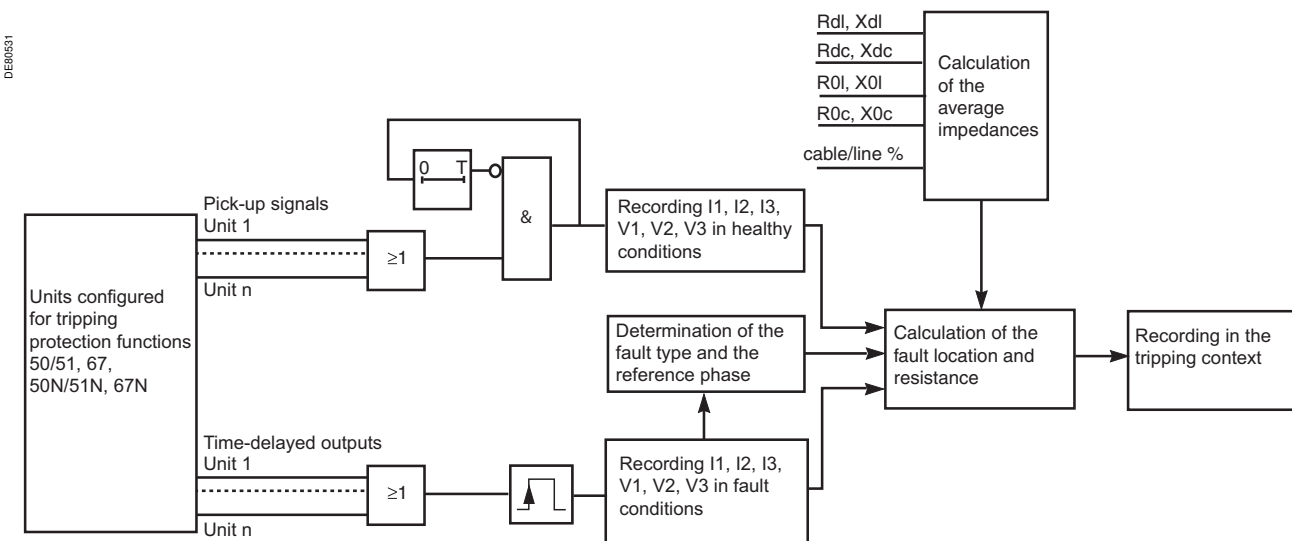 DE80531
Rdl, Xdl
Rdc, Xdc
R0l, X0l
R0c, X0c
cable/line %
Calculation
of the
average
impedances
0 T
&
Pick-up signals
Unit 1
≥1
Unit n
Recording I1, I2, I3,
V1, V2, V3 in healthy
conditions
Units configured
for tripping
protection functions
50/51, 67,
50N/51N, 67N
Determination of the
fault type and the
reference phase
Calculation of the
fault location and
resistance
Recording in the
tripping context
Time-delayed outputs
Unit 1
≥1
Unit n
Recording I1, I2, I3,
V1, V2, V3 in fault
conditions